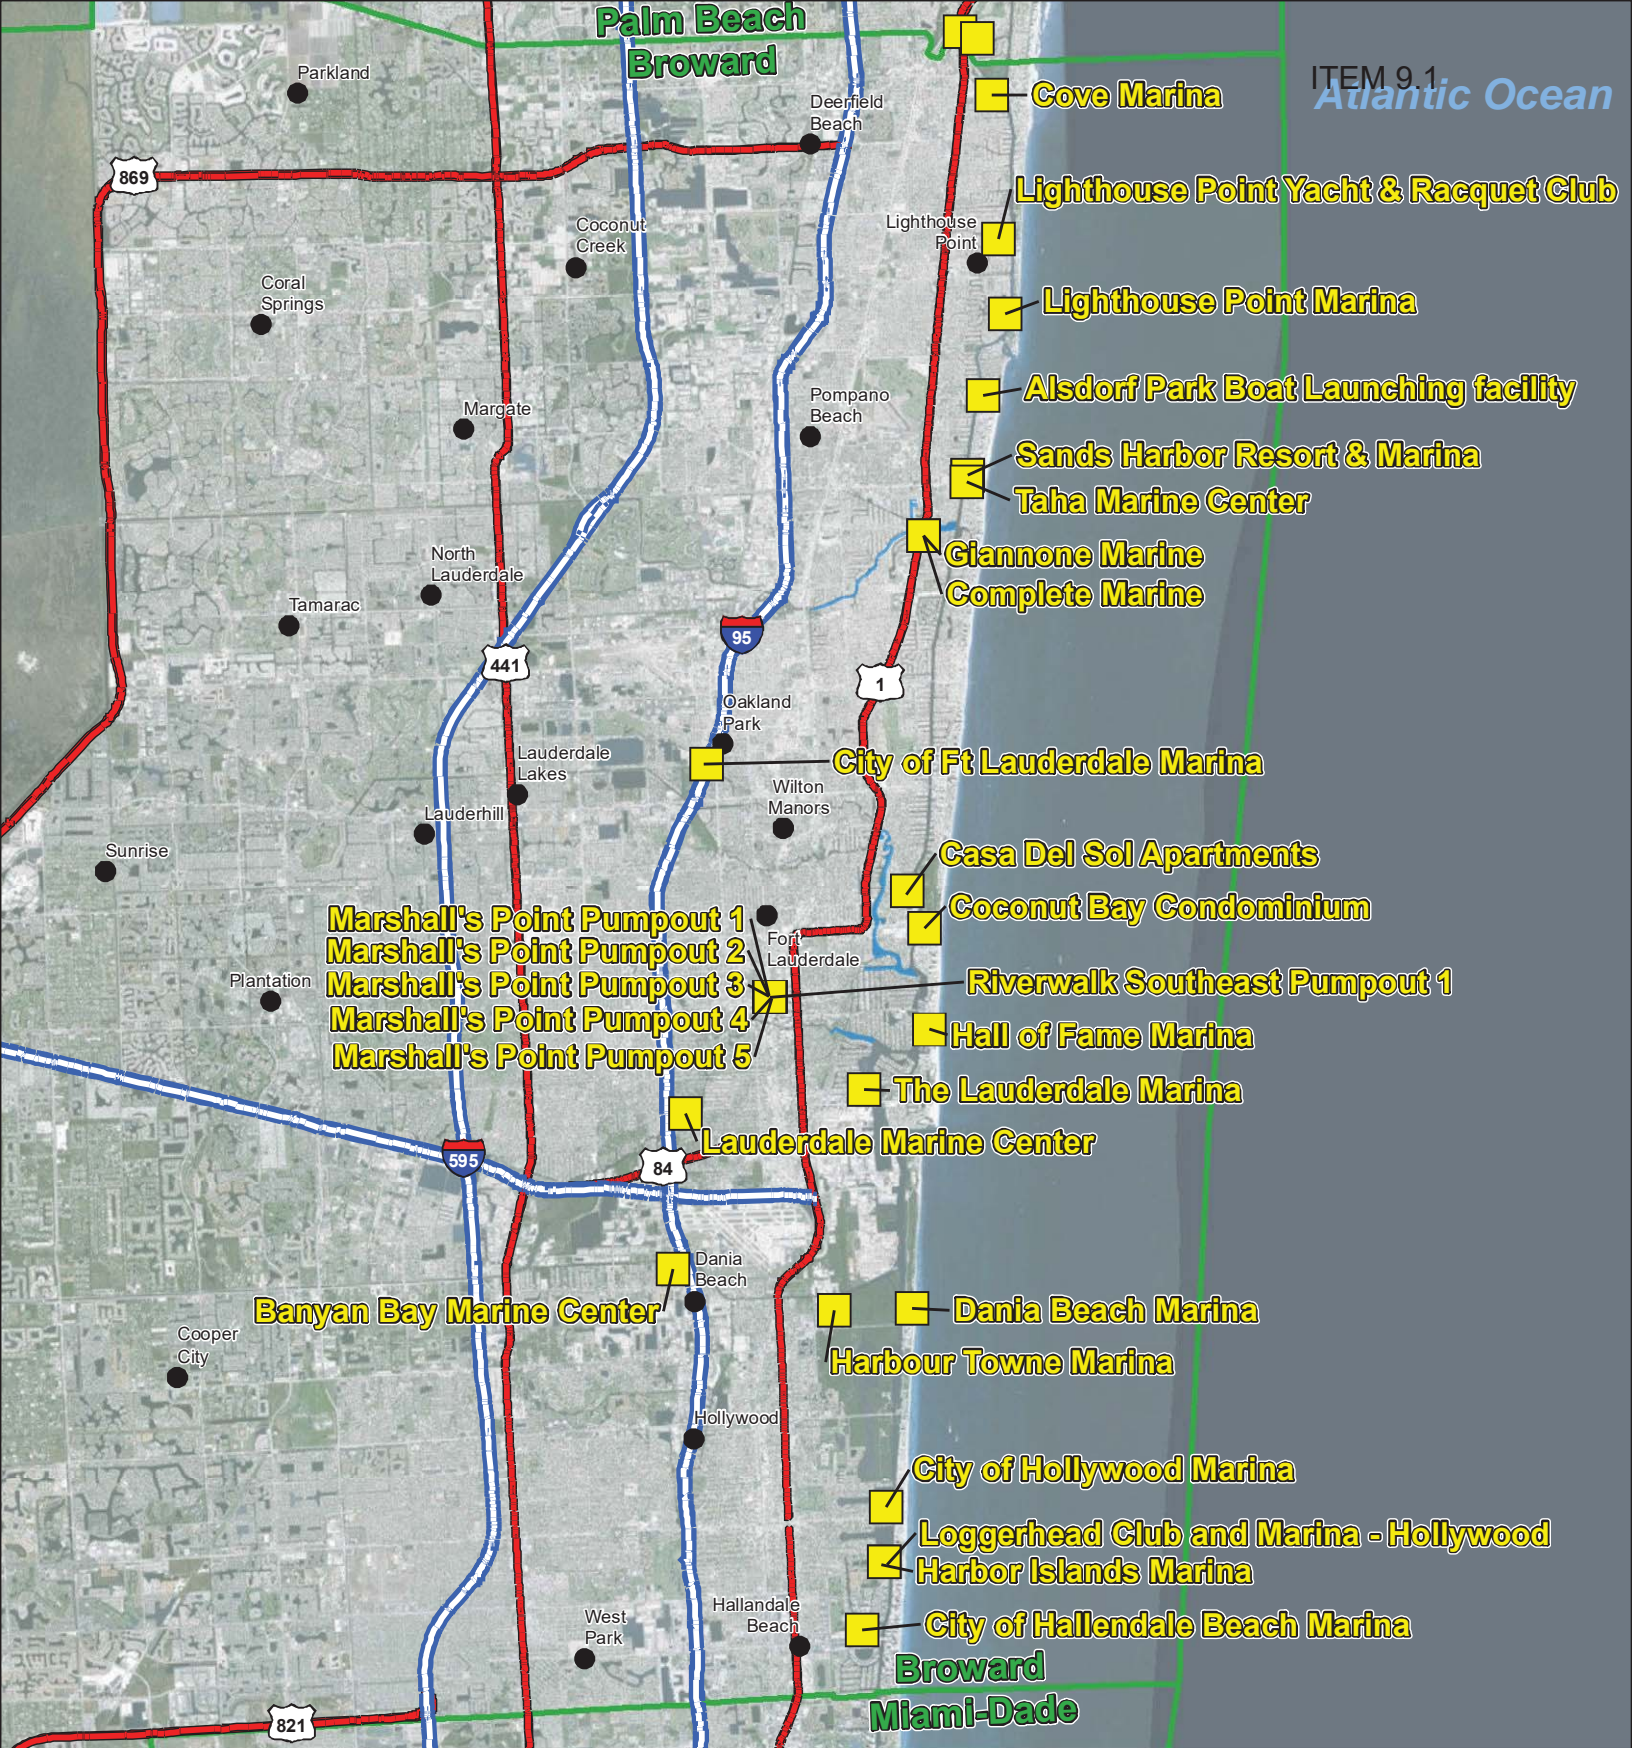 Palm Beach
Broward
ITEM 9.1
Atlantic Ocean
Parkland
Cove Marina
Deerfield
Beach
869
Lighthouse Point Yacht & Racquet Club
Lighthouse
Point
Coconut
Creek
Coral
Springs
Lighthouse Point Marina
Alsdorf Park Boat Launching facility
Pompano
Beach
Margate
Sands Harbor Resort & Marina
Taha Marine Center
Giannone Marine
Complete Marine
North
Lauderdale
Tamarac
95
441
1
Oakland
Park
Lauderdale
Lakes
City of Ft Lauderdale Marina
Wilton
Manors
Lauderhill
Sunrise
Casa Del Sol Apartments
Coconut Bay Condominium
Marshall's Point Pumpout 1
Marshall's Point Pumpout 2
Marshall's Point Pumpout 3
Marshall's Point Pumpout 4
Marshall's Point Pumpout 5
Fort
Lauderdale
Plantation
Riverwalk Southeast Pumpout 1
Hall of Fame Marina
The Lauderdale Marina
Lauderdale Marine Center
595
84
Dania
Beach
Banyan Bay Marine Center
Dania Beach Marina
Harbour Towne Marina
Cooper
City
Hollywood
City of Hollywood Marina
Loggerhead Club and Marina - Hollywood
Harbor Islands Marina
West
Park
Hallandale
Beach
City of Hallendale Beach Marina
Broward
Miami-Dade
821